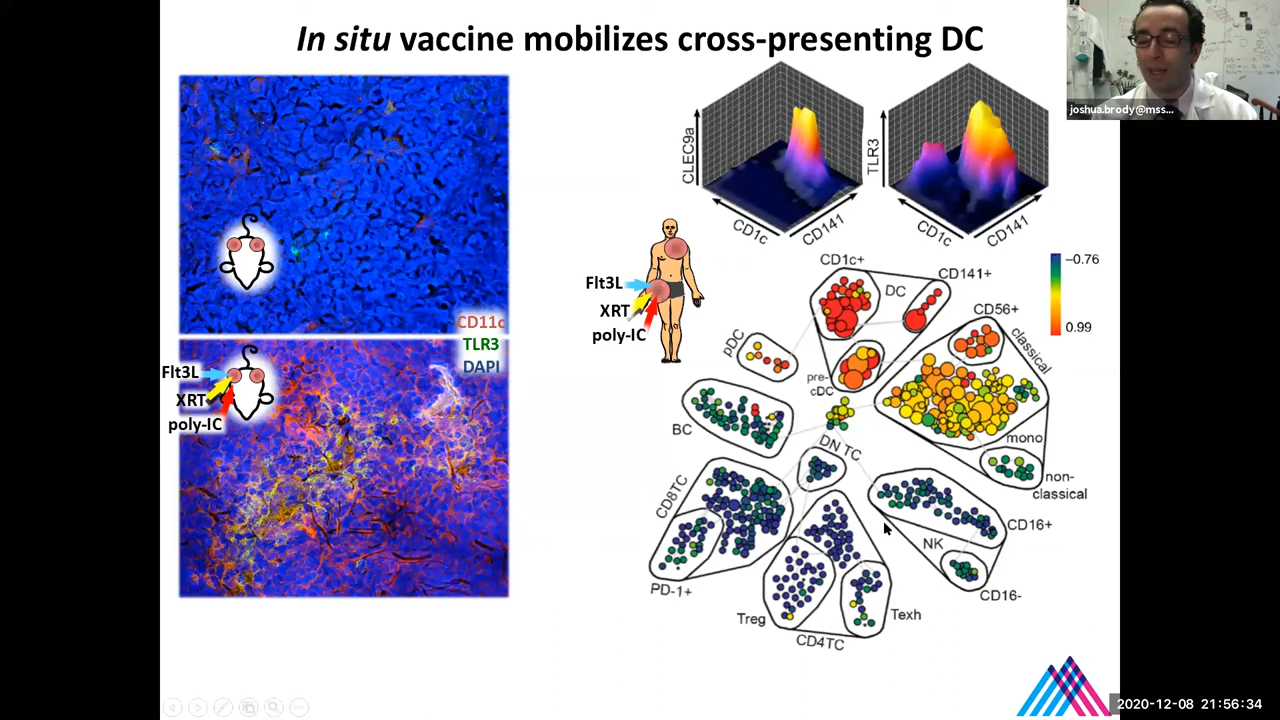 In situ vaccine mobilizes cross-presenting DC
joshua.brody@mss...
CD11c
TLR3
DAPI
Flt3L
XRT
poly-IC
Flt3L
XRT
poly-IC
CLEC9a
CD1c
CD141
TLR3
CD1c
CD141
CD1c+
DC
CD141+
–0.76
0.99
CD56+
classical
pDC
pre-
cDC
BC
mono
DN TC
non-
classical
CD8TC
CD16+
NK
PD-1+
CD16-
Treg
Texh
CD4TC
2020-12-08 21:56:34